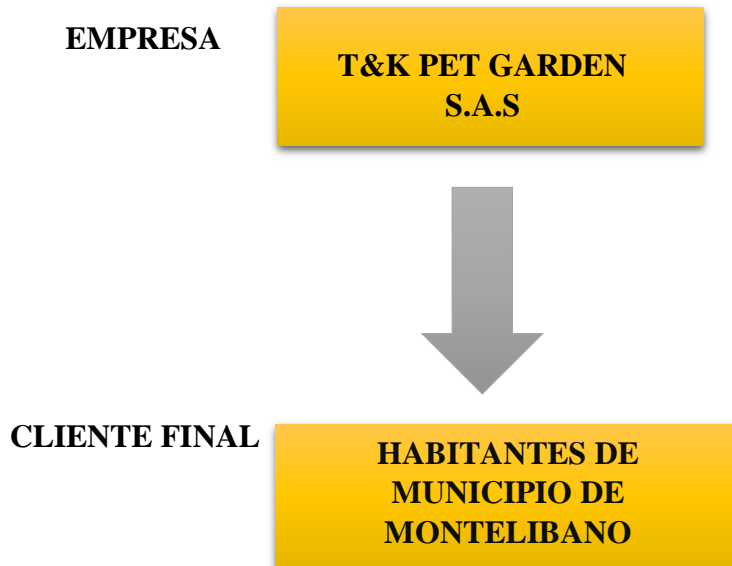 EMPRESA
T&K PET GARDEN
S.A.S
CLIENTE FINAL
HABITANTES DE
MUNICIPIO DE
MONTELIBANO